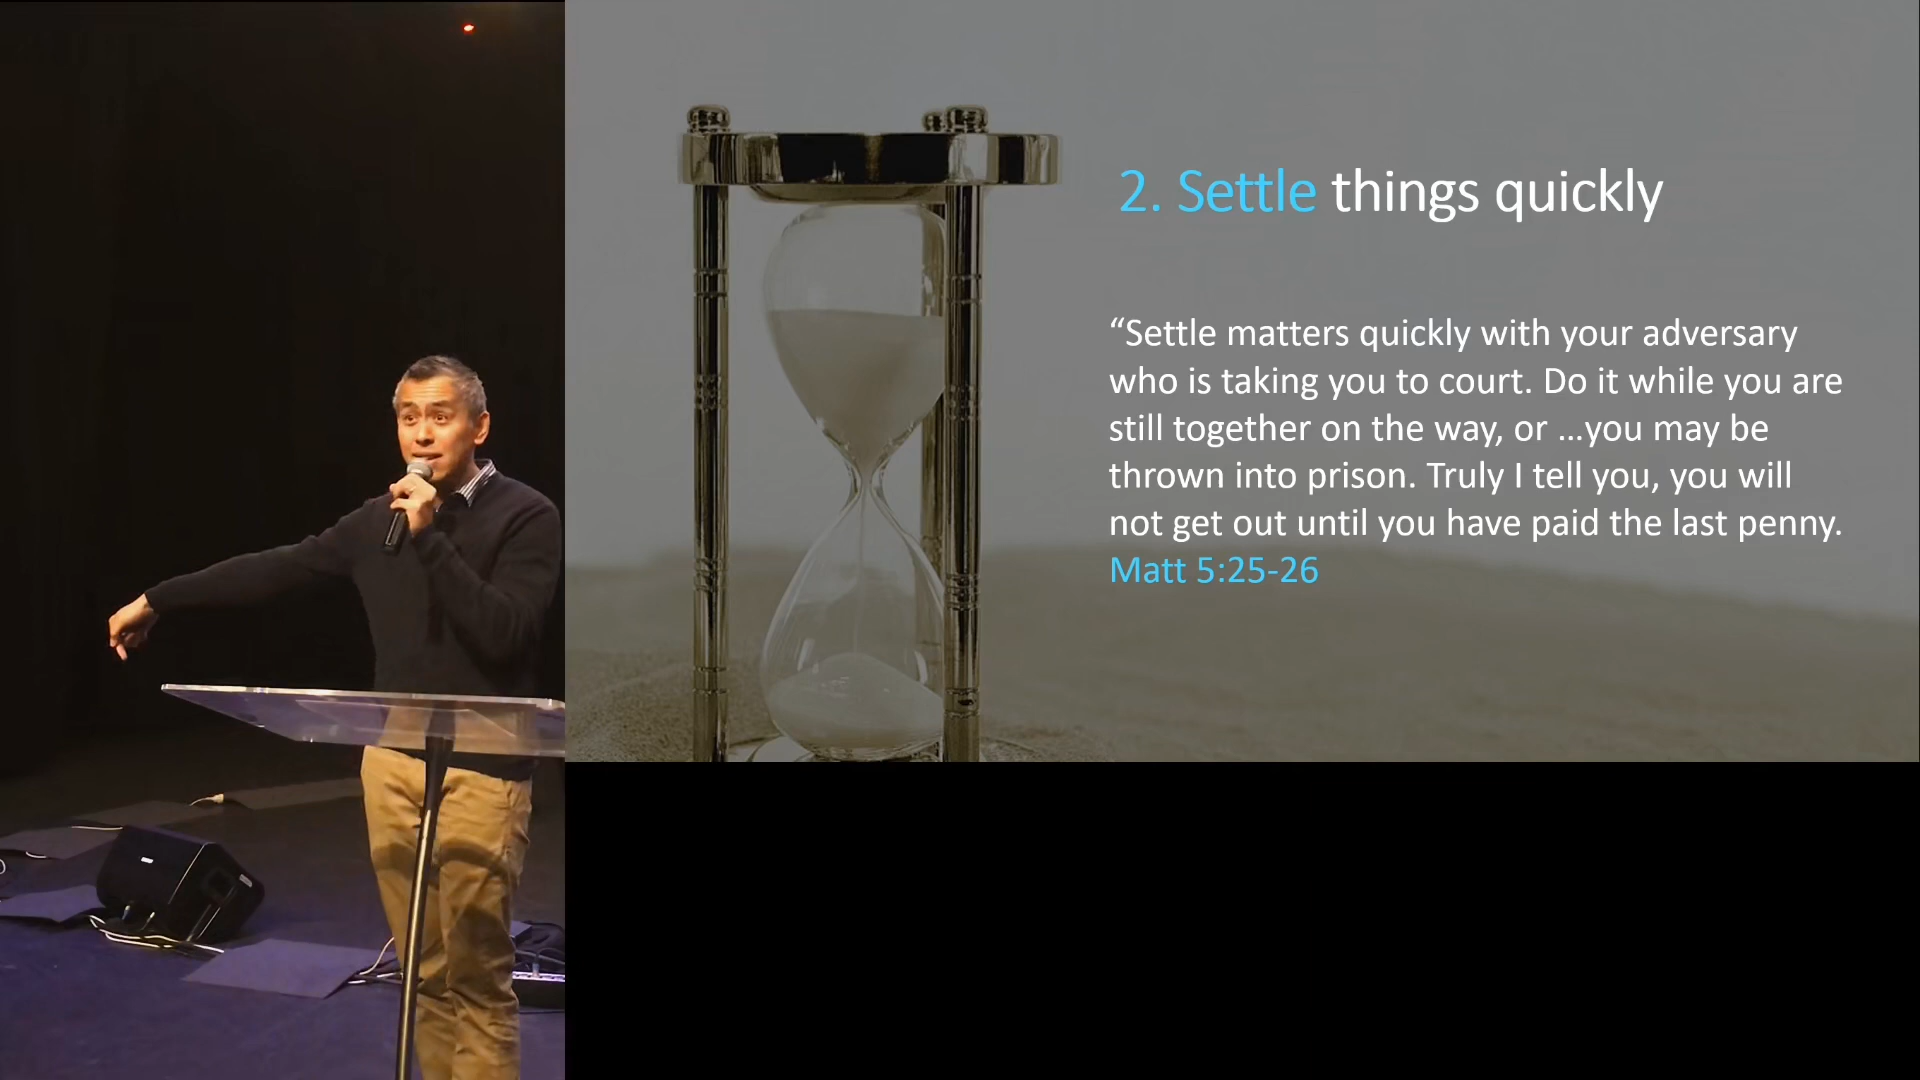 2. Settle things quickly
“Settle matters quickly with your adversary
who is taking you to court. Do it while you are
still together on the way, or ...you may be
thrown into prison. Truly I tell you, you will
not get out until you have paid the last penny.
Matt 5:25-26